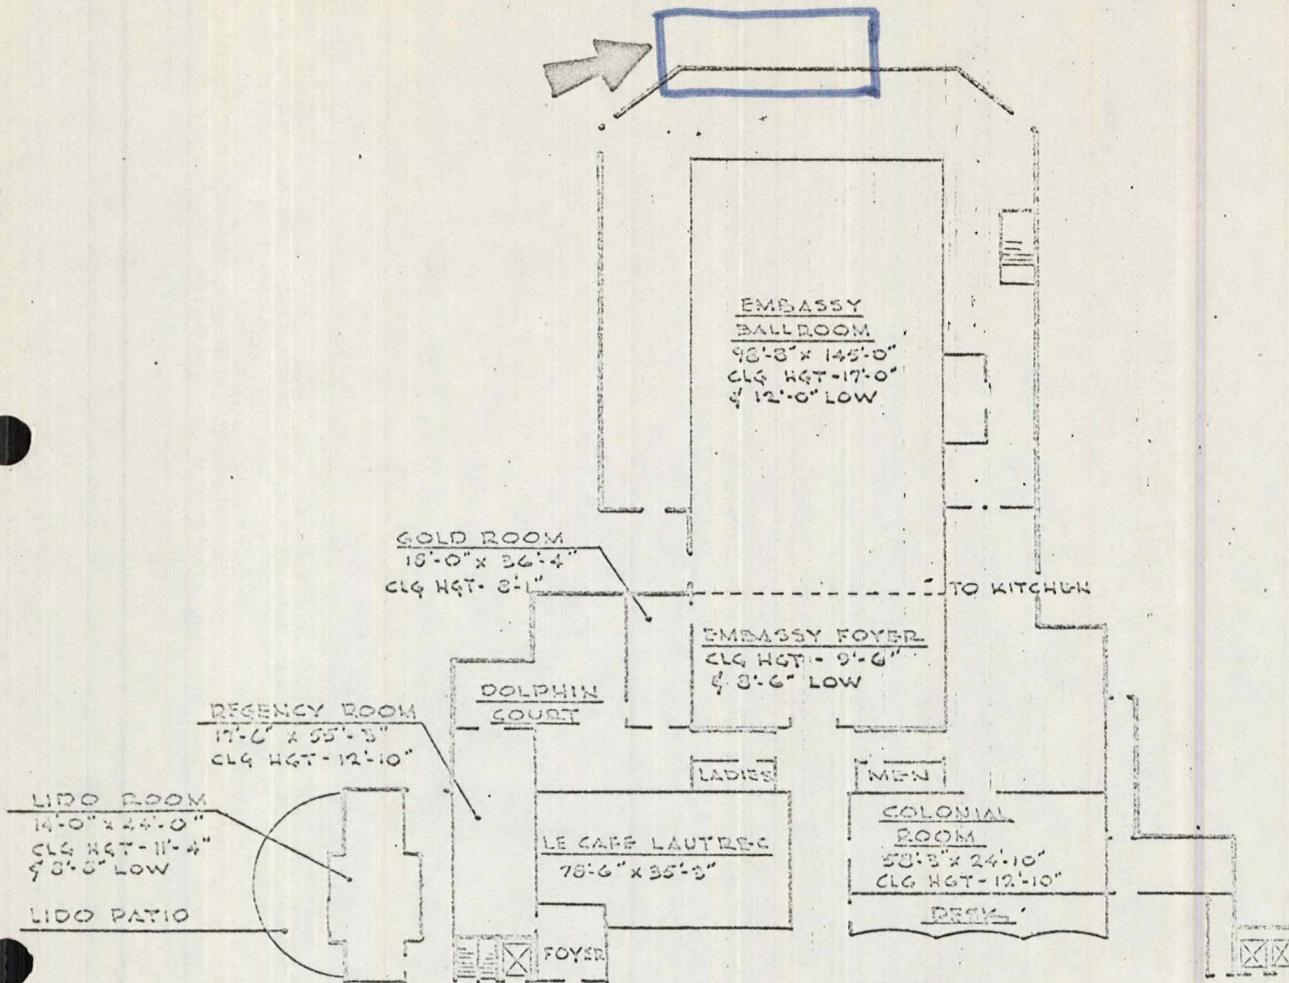 EMBASSY
BALLROOM
98'-8" x 145'-0"
CLG HGT - 17'-0"
& 12'-0" LOW
GOLD ROOM
15'-0" x 36'-4"
CLG HGT - 8'-1"
TO KITCHEN
EMBASSY FOYER
CLG HGT - 9'-6"
& 8'-6" LOW
DOLPHIN
COURT
REGENCY ROOM
17'-6" x 55'-3"
CLG HGT - 12'-10"
LADIES
MEN
LIDO ROOM
14'-0" x 44'-0"
CLG HGT - 11'-4"
& 8'-8" LOW
LE CAFE LAUTREC
78'-6" x 35'-3"
COLONIAL
ROOM
58'-3" x 24'-10"
CLG HGT - 12'-10"
LIDO PATIO
DESK
FOYER